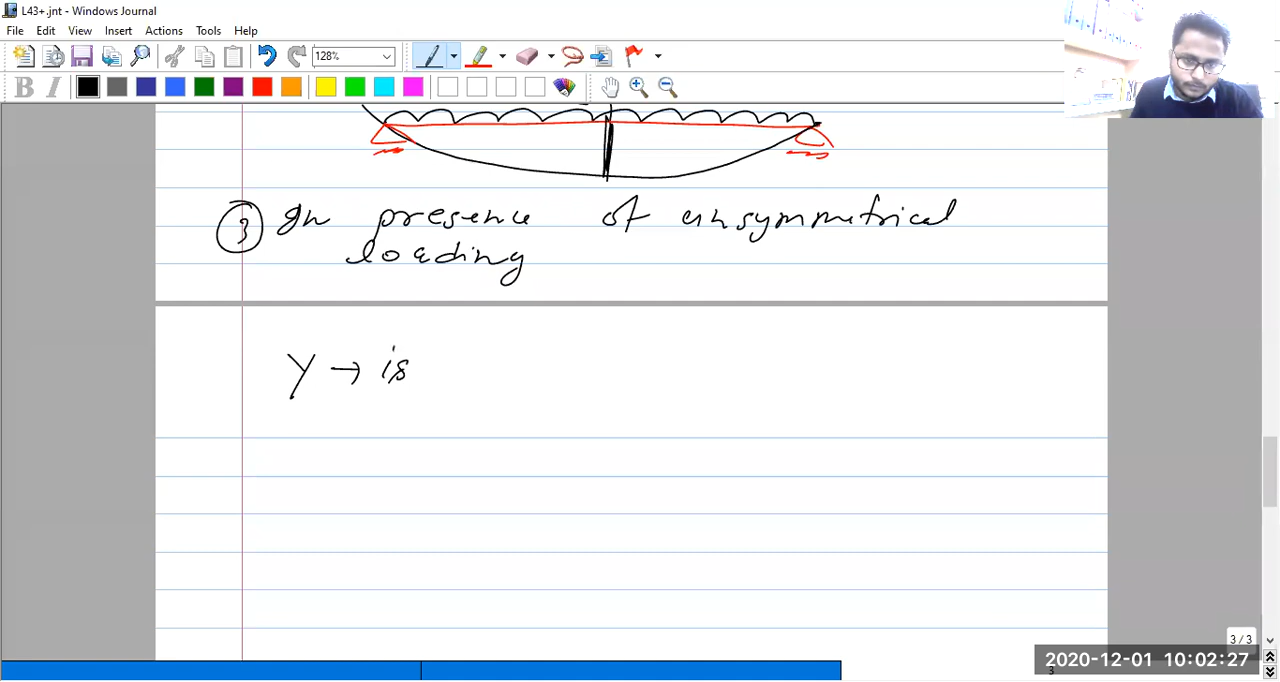 L43+.jnt - Windows Journal
File Edit View Insert Actions Tools Help
128%
B I
③ In presence of unsymmetrical
loading
Y → is
3 / 3
2020-12-01 10:02:27
3